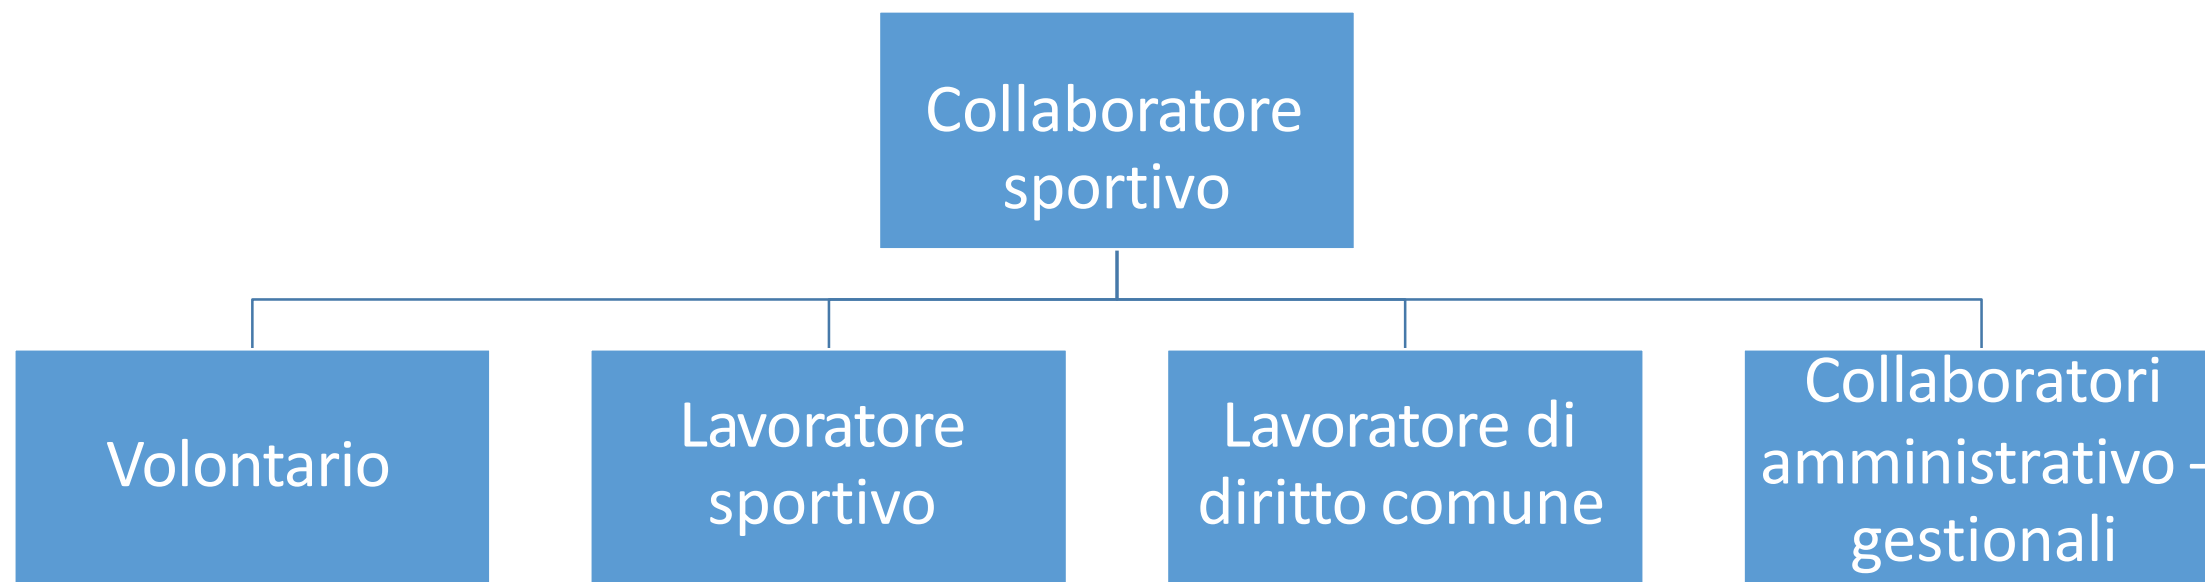 Collaboratore
sportivo
Volontario
Lavoratore
sportivo
Lavoratore di
diritto comune
Collaboratori
amministrativo –
gestionali